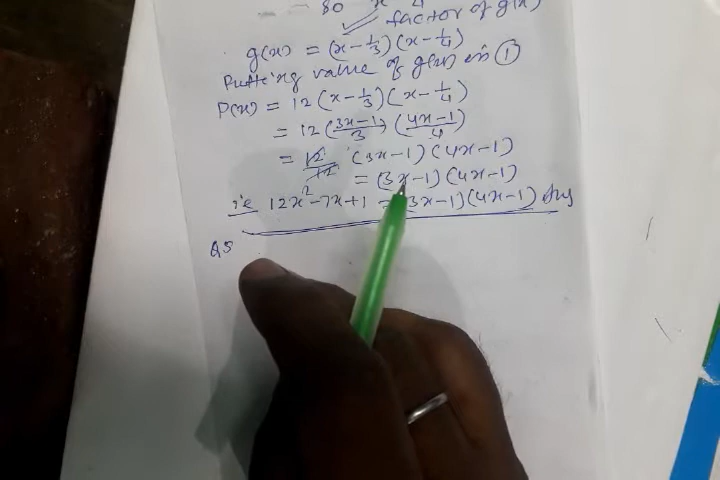 factor of g(x)
g(x) = (x-1/3)(x-1/4)
Putting value of g(x) in ①
P(x) = 12(x-1/3)(x-1/4)
= 12(3x-1/3)(4x-1/4)
= 12/12 (3x-1)(4x-1)
= (3x-1)(4x-1)
ie 12x²-7x+1 = (3x-1)(4x-1) Ans
Q5